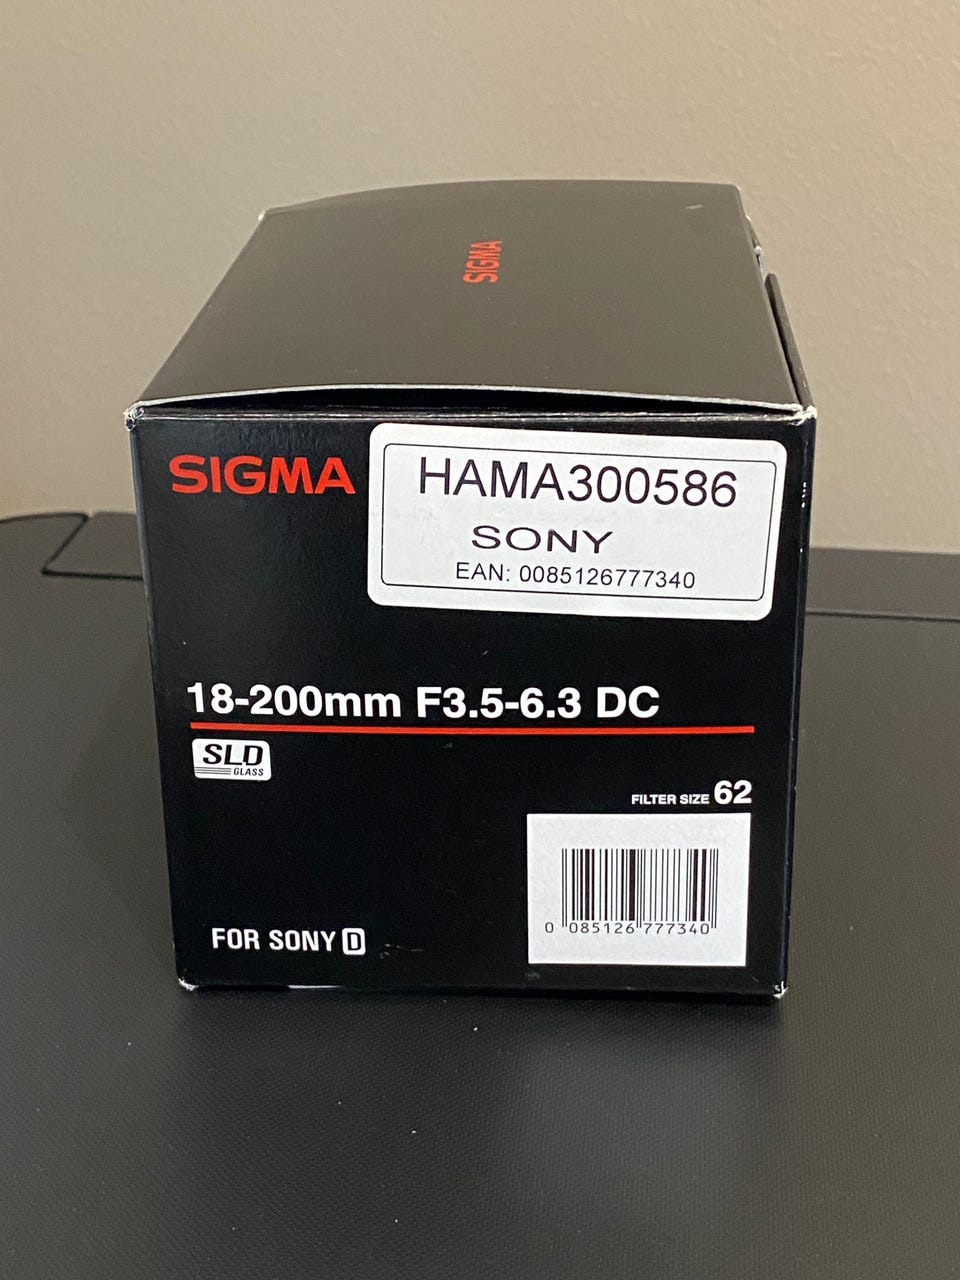 SIGMA
SIGMA
HAMA300586
SONY
EAN: 0085126777340
18-200mm F3.5-6.3 DC
SLD
GLASS
FILTER SIZE 62
0 085126 777340
FOR SONY D